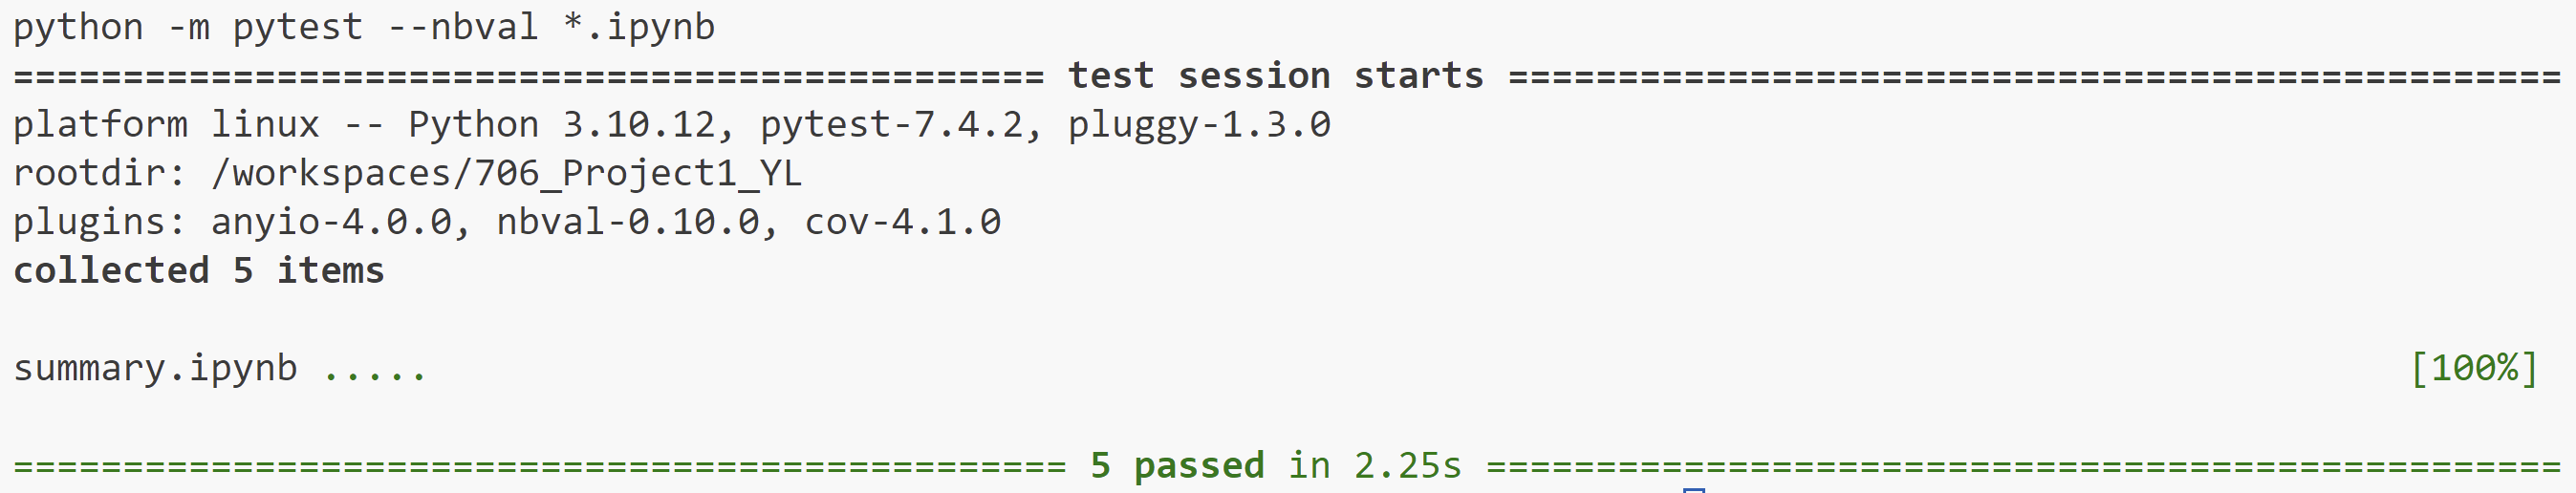 python -m pytest --nbval *.ipynb
=============================================== test session starts ================================================
platform linux -- Python 3.10.12, pytest-7.4.2, pluggy-1.3.0
rootdir: /workspaces/706_Project1_YL
plugins: anyio-4.0.0, nbval-0.10.0, cov-4.1.0
collected 5 items
summary.ipynb ..... [100%]
================================================ 5 passed in 2.25s =================================================